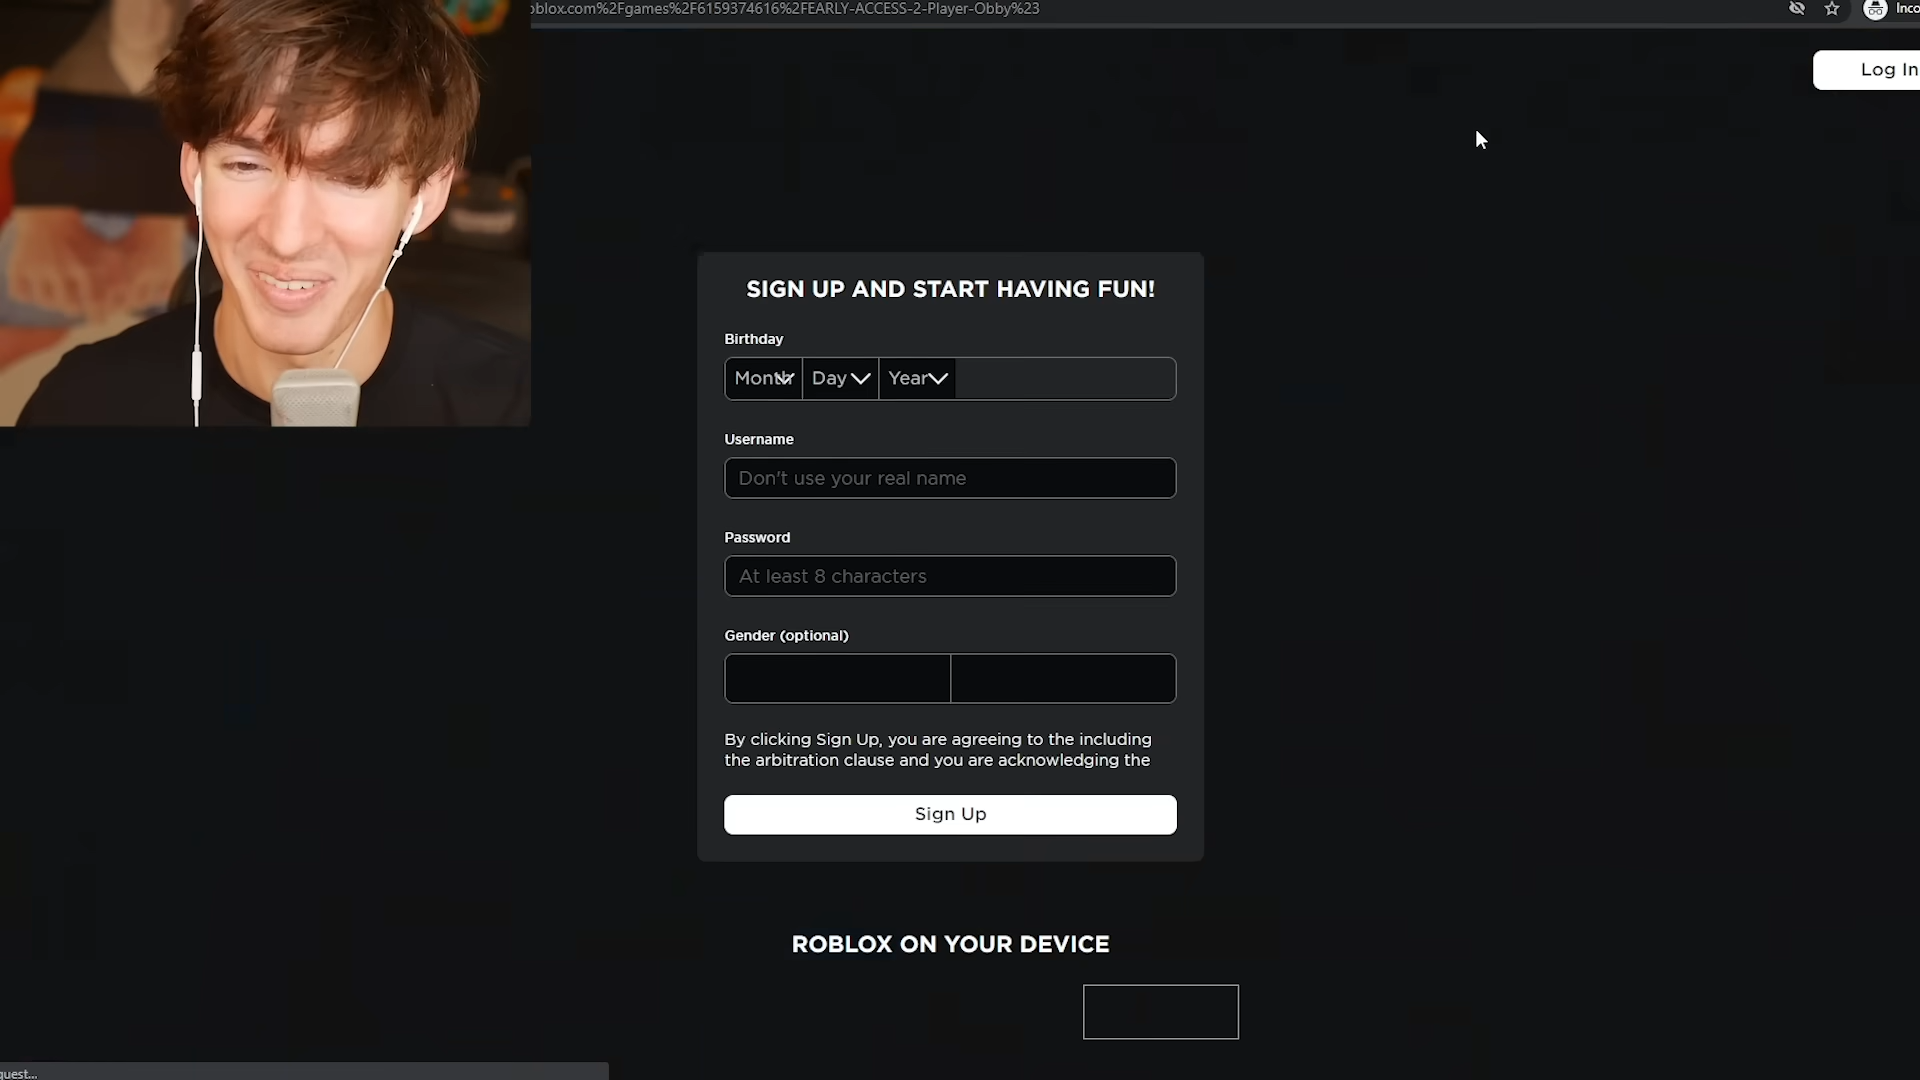 oblox.com%2Fgames%2F6159374616%2FEARLY-ACCESS-2-Player-Obby%23
Inco
Log In
SIGN UP AND START HAVING FUN!
Birthday
Month Day Year
Username
Don't use your real name
Password
At least 8 characters
Gender (optional)
By clicking Sign Up, you are agreeing to the including
the arbitration clause and you are acknowledging the
Sign Up
ROBLOX ON YOUR DEVICE
quest...